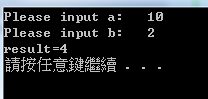 Please input a:   10
Please input b:   2
result=4
請按任意鍵繼續 . . .